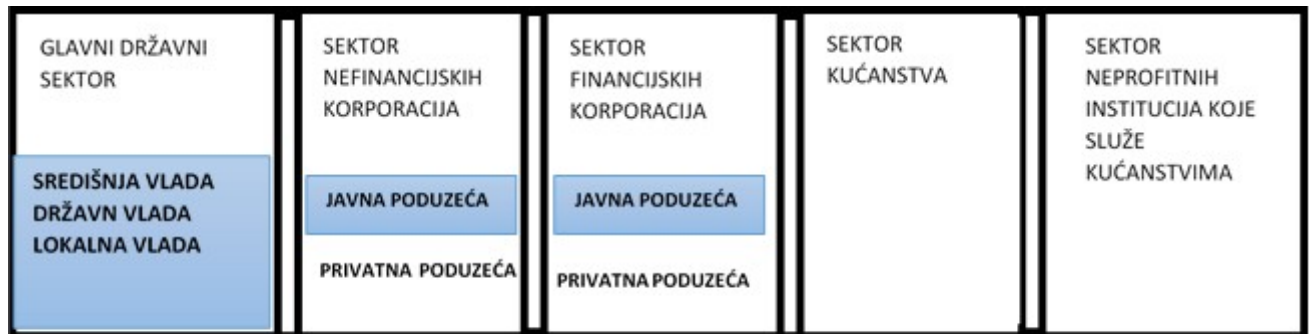 GLAVNI DRŽAVNI
SEKTOR
SREDIŠNJA VLADA
DRŽAVN VLADA
LOKALNA VLADA
SEKTOR
NEFINANCIJSKIH
KORPORACIJA
JAVNA PODUZEĆA
PRIVATNA PODUZEĆA
SEKTOR
FINANCIJSKIH
KORPORACIJA
JAVNA PODUZEĆA
PRIVATNA PODUZEĆA
SEKTOR
KUĆANSTVA
SEKTOR
NEPROFITNIH
INSTITUCIJA KOJE
SLUŽE
KUĆANSTVIMA